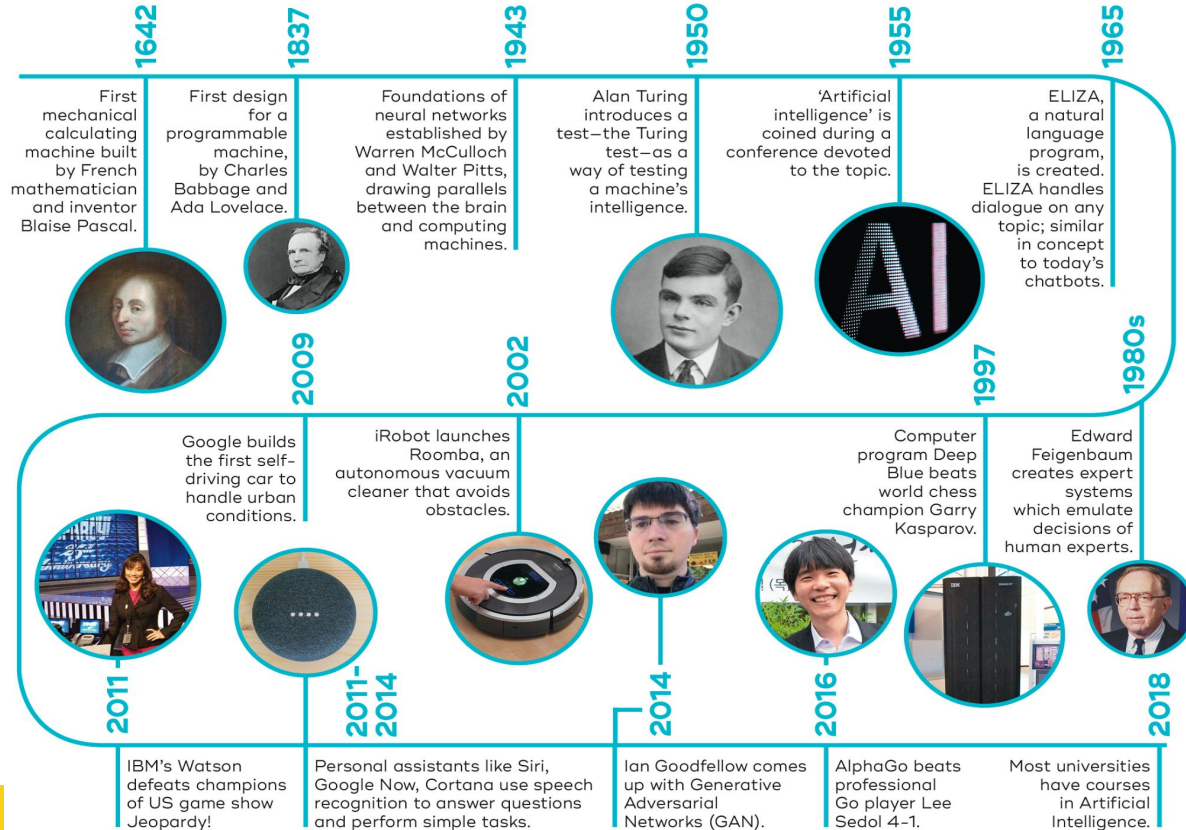 1642
First
mechanical
calculating
machine built
by French
mathematician
and inventor
Blaise Pascal.
1837
First design
for a
programmable
machine,
by Charles
Babbage and
Ada Lovelace.
1943
Foundations of
neural networks
established by
Warren McCulloch
and Walter Pitts,
drawing parallels
between the brain
and computing
machines.
1950
Alan Turing
introduces a
test—the Turing
test—as a
way of testing
a machine's
intelligence.
1955
‘Artificial
intelligence’ is
coined during a
conference devoted
to the topic.
AI
1965
ELIZA,
a natural
language
program,
is created.
ELIZA handles
dialogue on any
topic; similar
in concept
to today's
chatbots.
1980s
Edward
Feigenbaum
creates expert
systems
which emulate
decisions of
human experts.
1997
Computer
program Deep
Blue beats
world chess
champion Garry
Kasparov.
IBM
2002
iRobot launches
Roomba, an
autonomous vacuum
cleaner that avoids
obstacles.
2009
Google builds
the first self-
driving car to
handle urban
conditions.
Anniversary
2011
IBM's Watson
defeats champions
of US game show
Jeopardy!
2011-
2014
Personal assistants like Siri,
Google Now, Cortana use speech
recognition to answer questions
and perform simple tasks.
2014
Ian Goodfellow comes
up with Generative
Adversarial
Networks (GAN).
2016
AlphaGo beats
professional
Go player Lee
Sedol 4-1.
2018
Most universities
have courses
in Artificial
Intelligence.